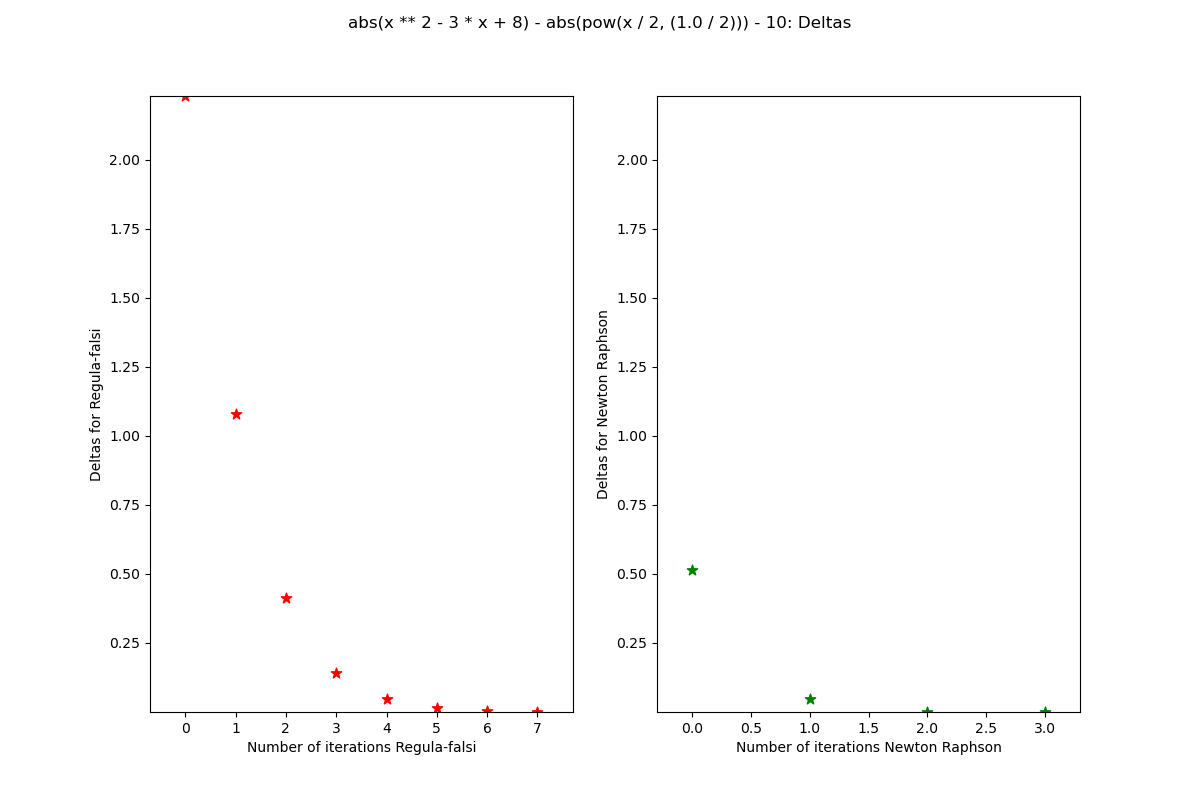 abs(x ** 2 - 3 * x + 8) - abs(pow(x / 2, (1.0 / 2))) - 10: Deltas
Deltas for Regula-falsi
2.00
1.75
1.50
1.25
1.00
0.75
0.50
0.25
0 1 2 3 4 5 6 7
Number of iterations Regula-falsi
Deltas for Newton Raphson
2.00
1.75
1.50
1.25
1.00
0.75
0.50
0.25
0.0 0.5 1.0 1.5 2.0 2.5 3.0
Number of iterations Newton Raphson